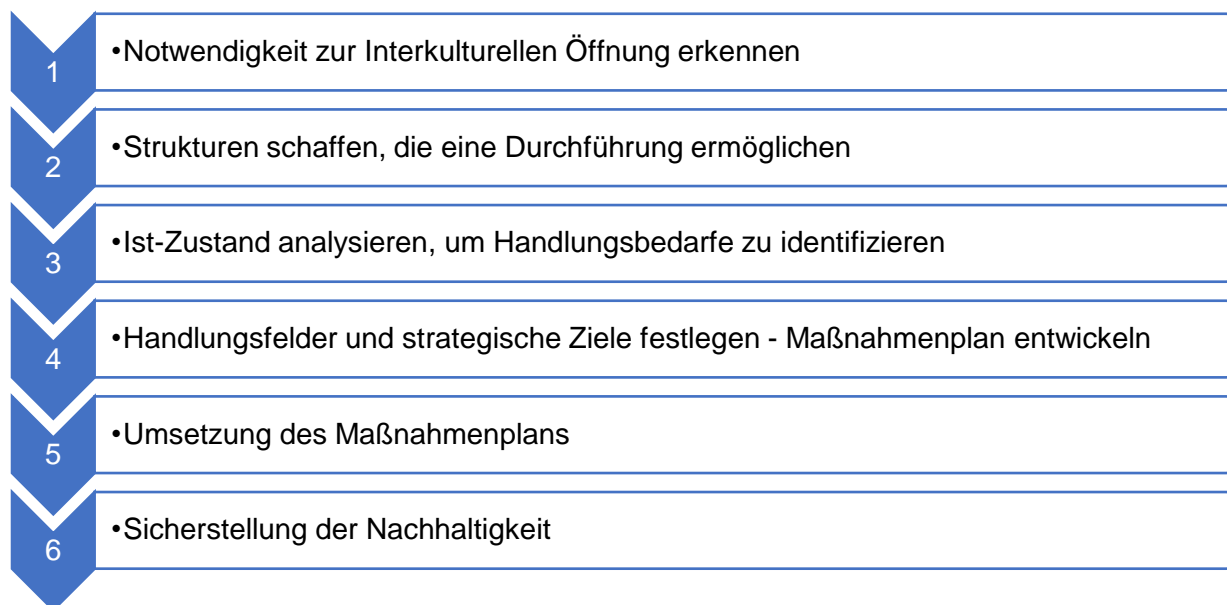 1
•Notwendigkeit zur Interkulturellen Öffnung erkennen
2
•Strukturen schaffen, die eine Durchführung ermöglichen
3
•Ist-Zustand analysieren, um Handlungsbedarfe zu identifizieren
4
•Handlungsfelder und strategische Ziele festlegen - Maßnahmenplan entwickeln
5
•Umsetzung des Maßnahmenplans
6
•Sicherstellung der Nachhaltigkeit